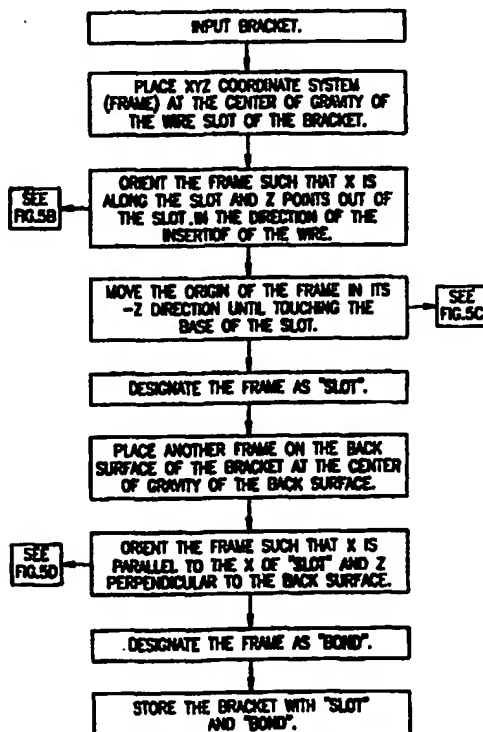 INPUT BRACKET.
PLACE XYZ COORDINATE SYSTEM
(FRAME) AT THE CENTER OF GRAVITY OF
THE WIRE SLOT OF THE BRACKET.
SEE
FIG.5B
ORIENT THE FRAME SUCH THAT X IS
ALONG THE SLOT AND Z POINTS OUT OF
THE SLOT.IN THE DIRECTION OF THE
INSERTIOF OF THE WIRE.
MOVE THE ORIGIN OF THE FRAME IN ITS
-Z DIRECTION UNTIL TOUCHING THE
BASE OF THE SLOT.
SEE
FIG.5C
DESIGNATE THE FRAME AS "SLOT".
PLACE ANOTHER FRAME ON THE BACK
SURFACE OF THE BRACKET AT THE CENTER
OF GRAVITY OF THE BACK SURFACE.
SEE
FIG.5D
ORIENT THE FRAME SUCH THAT X IS
PARALLEL TO THE X OF "SLOT" AND Z
PERPENDICULAR TO THE BACK SURFACE.
DESIGNATE THE FRAME AS "BOND".
STORE THE BRACKET WITH "SLOT"
AND "BOND".